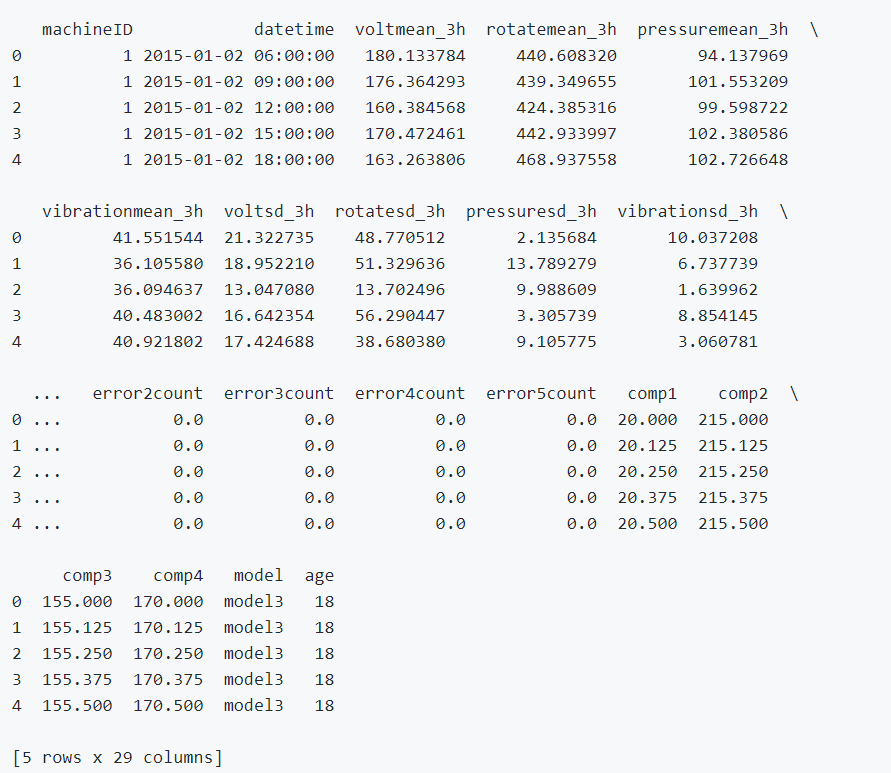 machineID datetime voltmean_3h rotatemean_3h pressuremean_3h \
0 1 2015-01-02 06:00:00 180.133784 440.608320 94.137969
1 1 2015-01-02 09:00:00 176.364293 439.349655 101.553209
2 1 2015-01-02 12:00:00 160.384568 424.385316 99.598722
3 1 2015-01-02 15:00:00 170.472461 442.933997 102.380586
4 1 2015-01-02 18:00:00 163.263806 468.937558 102.726648
vibrationmean_3h voltsd_3h rotatesd_3h pressuresd_3h vibrationsd_3h \
0 41.551544 21.322735 48.770512 2.135684 10.037208
1 36.105580 18.952210 51.329636 13.789279 6.737739
2 36.094637 13.047080 13.702496 9.988609 1.639962
3 40.483002 16.642354 56.290447 3.305739 8.854145
4 40.921802 17.424688 38.680380 9.105775 3.060781
... error2count error3count error4count error5count comp1 comp2 \
0 ... 0.0 0.0 0.0 0.0 20.000 215.000
1 ... 0.0 0.0 0.0 0.0 20.125 215.125
2 ... 0.0 0.0 0.0 0.0 20.250 215.250
3 ... 0.0 0.0 0.0 0.0 20.375 215.375
4 ... 0.0 0.0 0.0 0.0 20.500 215.500
comp3 comp4 model age
0 155.000 170.000 model3 18
1 155.125 170.125 model3 18
2 155.250 170.250 model3 18
3 155.375 170.375 model3 18
4 155.500 170.500 model3 18
[5 rows x 29 columns]